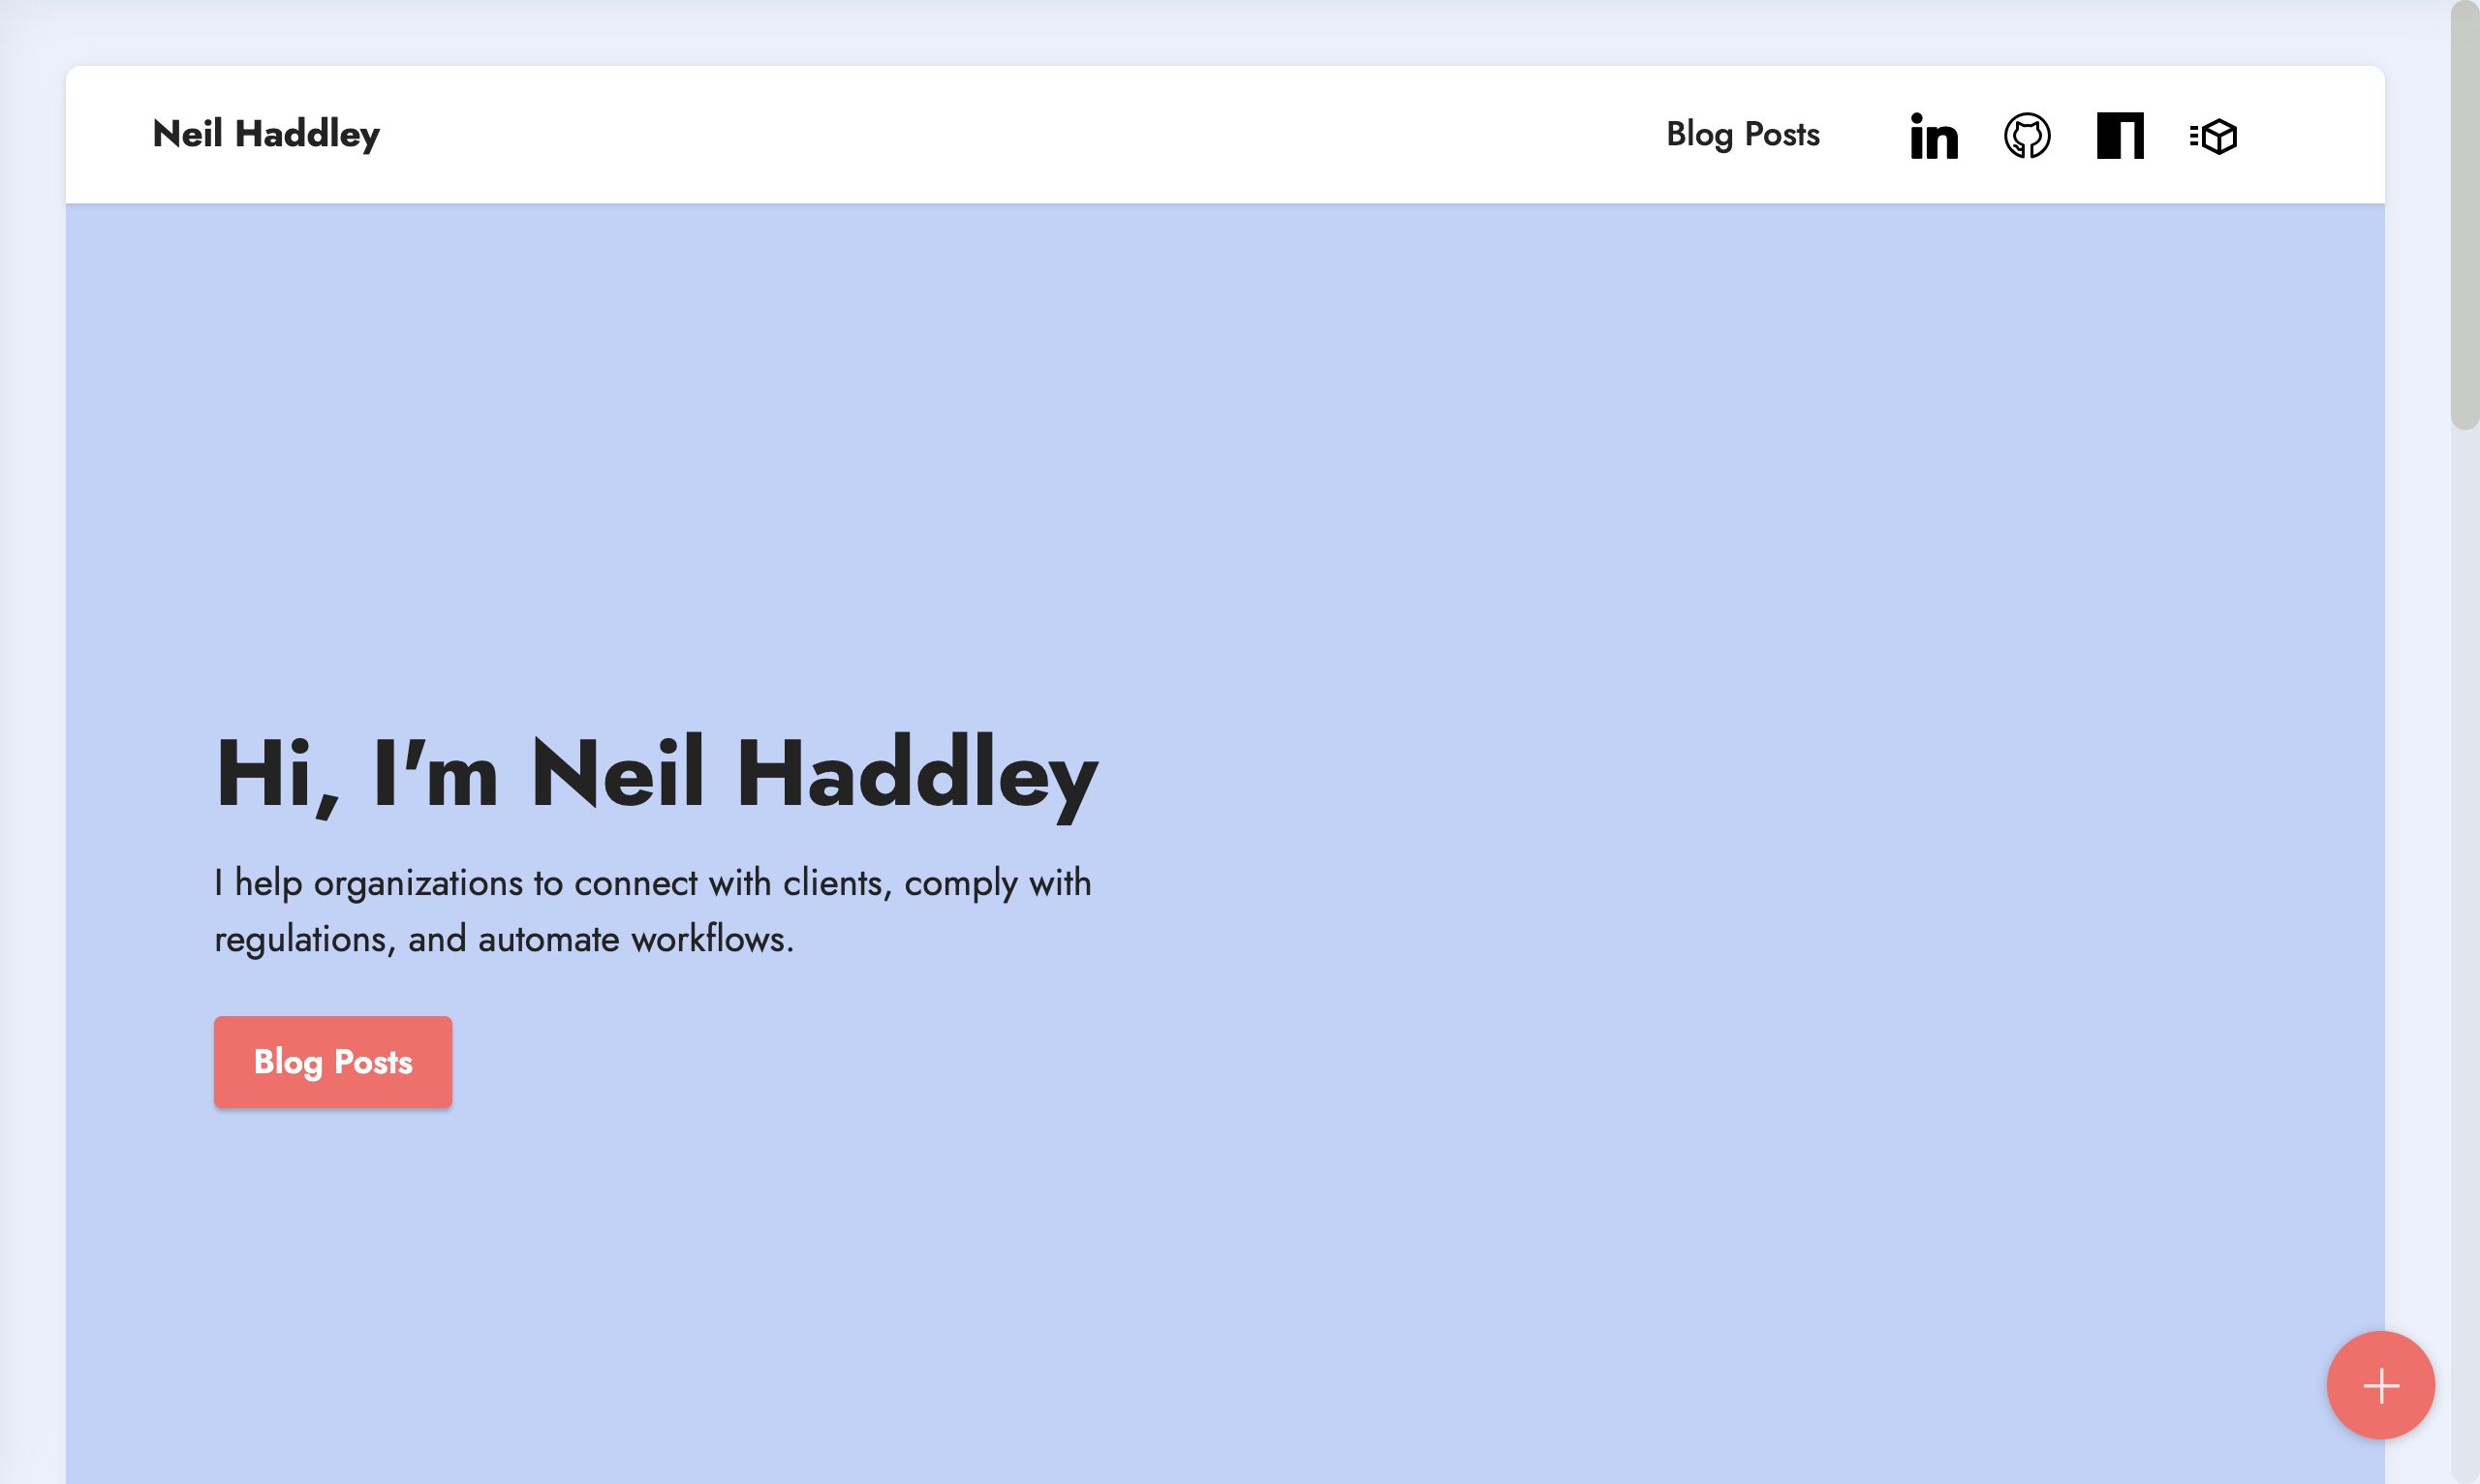 Neil Haddley
Blog Posts
Hi, I'm Neil Haddley
I help organizations to connect with clients, comply with
regulations, and automate workflows.
Blog Posts